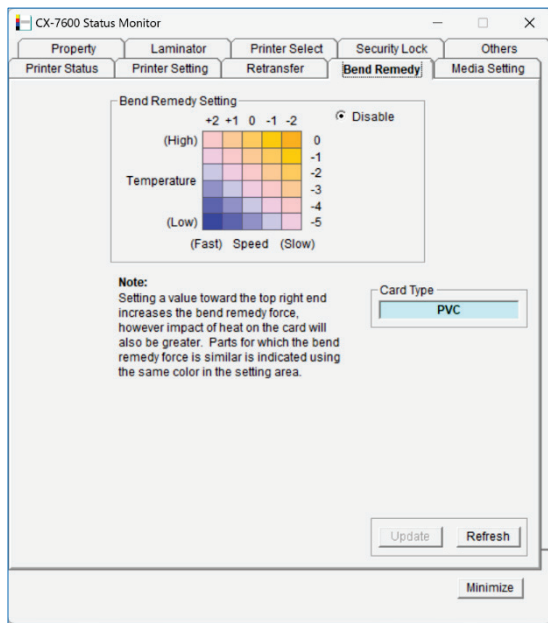 CX-7600 Status Monitor
Property Laminator Printer Select Security Lock Others
Printer Status Printer Setting Retransfer Bend Remedy Media Setting
Bend Remedy Setting
+2 +1 0 -1 -2 Disable
(High) 0
-1
-2
Temperature
-3
-4
(Low) -5
(Fast) Speed (Slow)
Note:
Setting a value toward the top right end
increases the bend remedy force,
however impact of heat on the card will
also be greater. Parts for which the bend
remedy force is similar is indicated using
the same color in the setting area.
Card Type
PVC
Update Refresh
Minimize